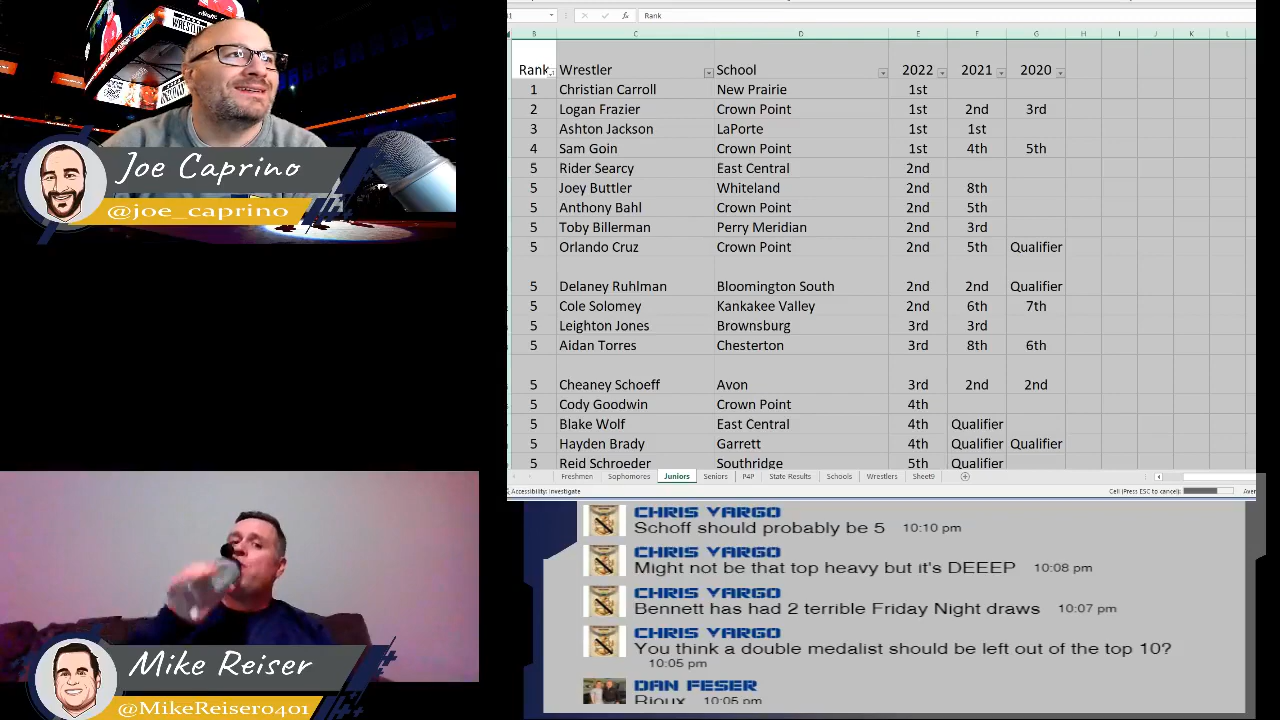 Joe Caprino
@joe_caprino
Mike Reiser
@MikeReiser0401
Rank
B C D E F G H I J K L
Rank Wrestler School 2022 2021 2020
1 Christian Carroll New Prairie 1st
2 Logan Frazier Crown Point 1st 2nd 3rd
3 Ashton Jackson LaPorte 1st 1st
4 Sam Goin Crown Point 1st 4th 5th
5 Rider Searcy East Central 2nd
5 Joey Buttler Whiteland 2nd 8th
5 Anthony Bahl Crown Point 2nd 5th
5 Toby Billerman Perry Meridian 2nd 3rd
5 Orlando Cruz Crown Point 2nd 5th Qualifier
5 Delaney Ruhlman Bloomington South 2nd 2nd Qualifier
5 Cole Solomey Kankakee Valley 2nd 6th 7th
5 Leighton Jones Brownsburg 3rd 3rd
5 Aidan Torres Chesterton 3rd 8th 6th
5 Cheaney Schoeff Avon 3rd 2nd 2nd
5 Cody Goodwin Crown Point 4th
5 Blake Wolf East Central 4th Qualifier
5 Hayden Brady Garrett 4th Qualifier Qualifier
5 Reid Schroeder Southridge 5th Qualifier
Freshmen Sophomores Juniors Seniors P4P State Results Schools Wrestlers Sheet9
Accessibility: Investigate Cell (Press ESC to cancel):
CHRIS VARGO
Schoff should probably be 5 10:10 pm
CHRIS VARGO
Might not be that top heavy but it's DEEEP 10:08 pm
CHRIS VARGO
Bennett has had 2 terrible Friday Night draws 10:07 pm
CHRIS VARGO
You think a double medalist should be left out of the top 10?
10:05 pm
DAN FESER
Rioux 10:05 pm